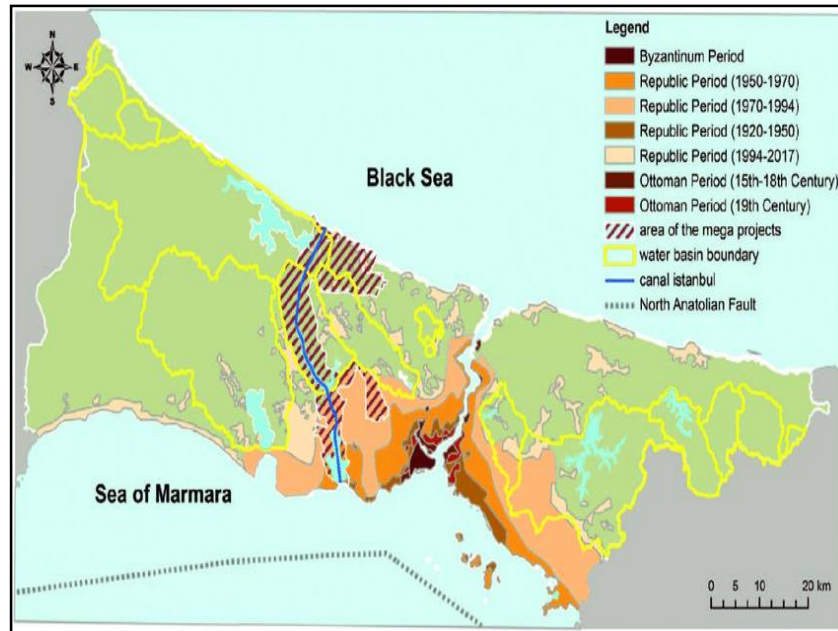 N
W E
S
Legend
Byzantinum Period
Republic Period (1950-1970)
Republic Period (1970-1994)
Republic Period (1920-1950)
Republic Period (1994-2017)
Ottoman Period (15th-18th Century)
Ottoman Period (19th Century)
area of the mega projects
water basin boundary
canal istanbul
North Anatolian Fault
Black Sea
Sea of Marmara
0 5 10 20 km